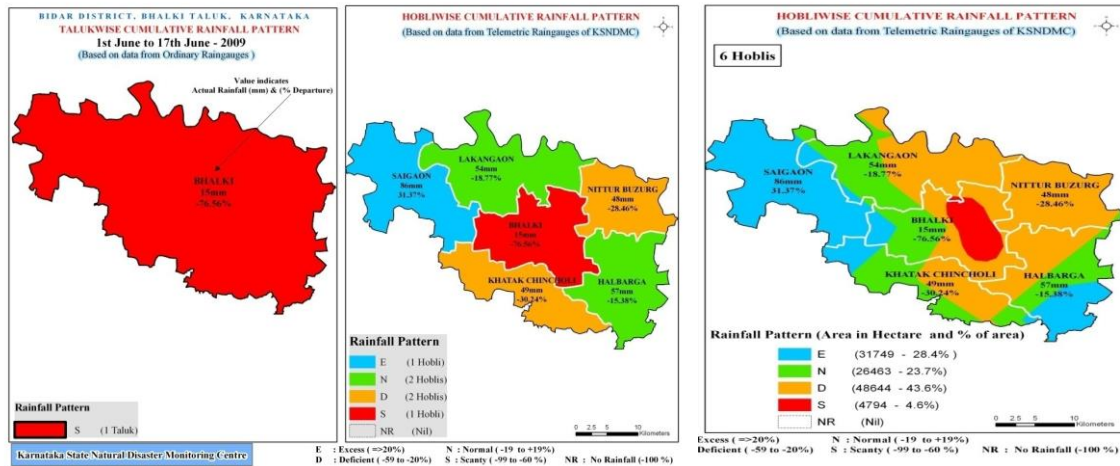 BIDAR DISTRICT, BHALKI TALUK, KARNATAKA
TALUKWISE CUMULATIVE RAINFALL PATTERN
1st June to 17th June - 2009
(Based on data from Ordinary Raingauges )
Value indicates
Actual Rainfall (mm) & (% Departure)
BHALKI
15mm
-76.56%
Rainfall Pattern
S (1 Taluk)
Karnataka State Natural Disaster Monitoring Centre
HOBLIWISE CUMULATIVE RAINFALL PATTERN
(Based on data from Telemetric Raingauges of KSNDMC)
LAKANGAON
54mm
-18.77%
SAIGAON
86mm
31.37%
NITTUR BUZURG
48mm
-28.46%
BHALKI
15mm
-76.56%
KHATAK CHINCHOLI
49mm
-30.24%
HALBARGA
57mm
-15.38%
Rainfall Pattern
E (1 Hobli)
N (2 Hoblis)
D (2 Hoblis)
S (1 Hobli)
NR (Nil)
0 2.5 5 10
Kilometers
E : Excess ( =>20%) N : Normal ( -19 to +19%)
D : Deficient ( -59 to -20%) S : Scanty ( -99 to -60 %) NR : No Rainfall (-100 %)
HOBLIWISE CUMULATIVE RAINFALL PATTERN
(Based on data from Telemetric Raingauges of KSNDMC)
6 Hoblis
LAKANGAON
54mm
-18.77%
SAIGAON
86mm
31.37%
NITTUR BUZURG
48mm
-28.46%
BHALKI
15mm
-76.56%
KHATAK CHINCHOLI
49mm
-30.24%
HALBARGA
57mm
-15.38%
Rainfall Pattern (Area in Hectare and % of area)
E (31749 - 28.4% )
N (26463 - 23.7%)
D (48644 - 43.6%)
S (4794 - 4.6%)
NR (Nil)
0 2.5 5 10
Kilometers
Excess ( =>20%) N : Normal ( -19 to +19%)
Deficient ( -59 to -20%) S : Scanty ( -99 to -60 %) NR : No Rainfall (-100 %)